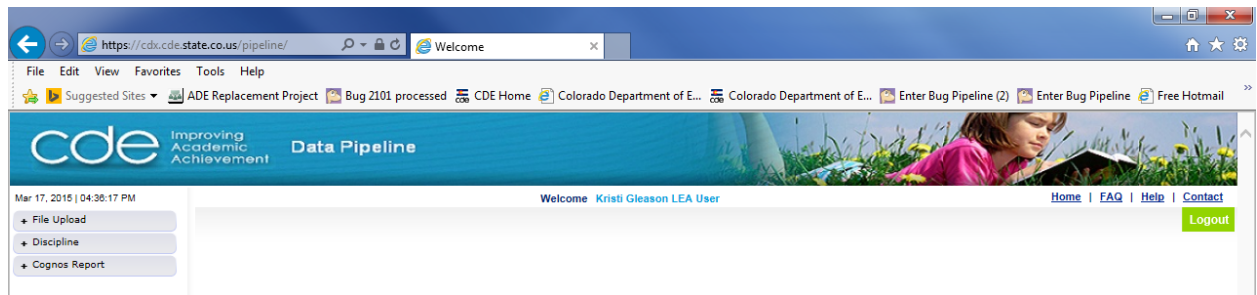 https://cdx.cde.state.co.us/pipeline/ Welcome
File Edit View Favorites Tools Help
Suggested Sites ADE Replacement Project Bug 2101 processed CDE Home Colorado Department of E... Colorado Department of E... Enter Bug Pipeline (2) Enter Bug Pipeline Free Hotmail »
cde Improving
Academic
Achievement
Data Pipeline
Mar 17, 2015 | 04:36:17 PM Welcome Kristi Gleason LEA User Home | FAQ | Help | Contact
+ File Upload Logout
+ Discipline
+ Cognos Report